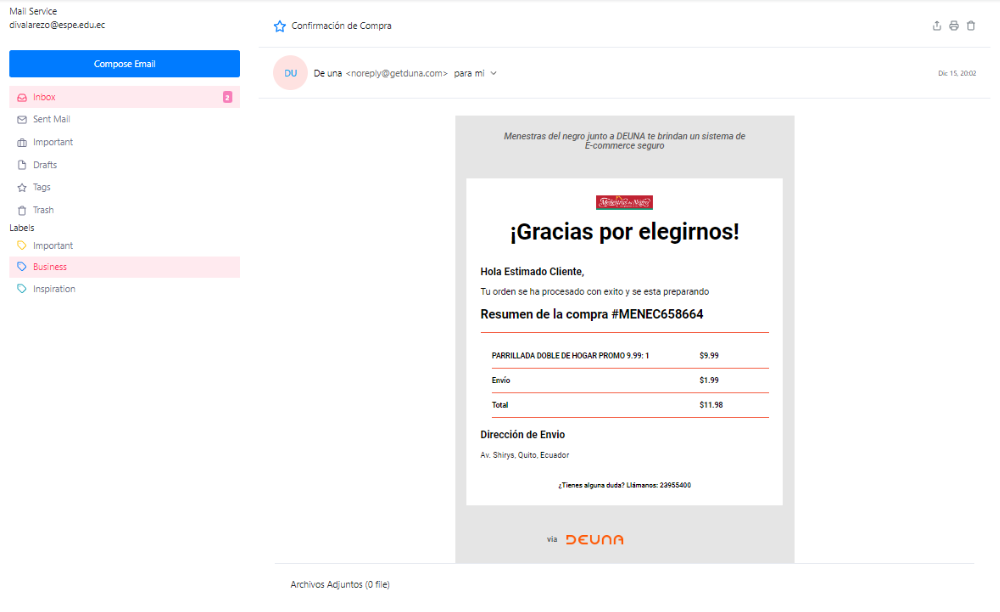 Mail Service
divalarezo@espe.edu.ec
Compose Email
Inbox 2
Sent Mail
Important
Drafts
Tags
Trash
Labels
Important
Business
Inspiration
Confirmación de Compra
DU De una <noreply@getduna.com> para mi
Dic 15, 20:02
Menestras del negro junto a DEUNA te brindan un sistema de
E-commerce seguro
Menestras del Negro
¡Gracias por elegirnos!
Hola Estimado Cliente,
Tu orden se ha procesado con exito y se esta preparando
Resumen de la compra #MENEC658664
PARRILLADA DOBLE DE HOGAR PROMO 9.99: 1 $9.99
Envío $1.99
Total $11.98
Dirección de Envio
Av. Shirys, Quito, Ecuador
¿Tienes alguna duda? Llámanos: 23955400
via DEUNA
Archivos Adjuntos (0 file)